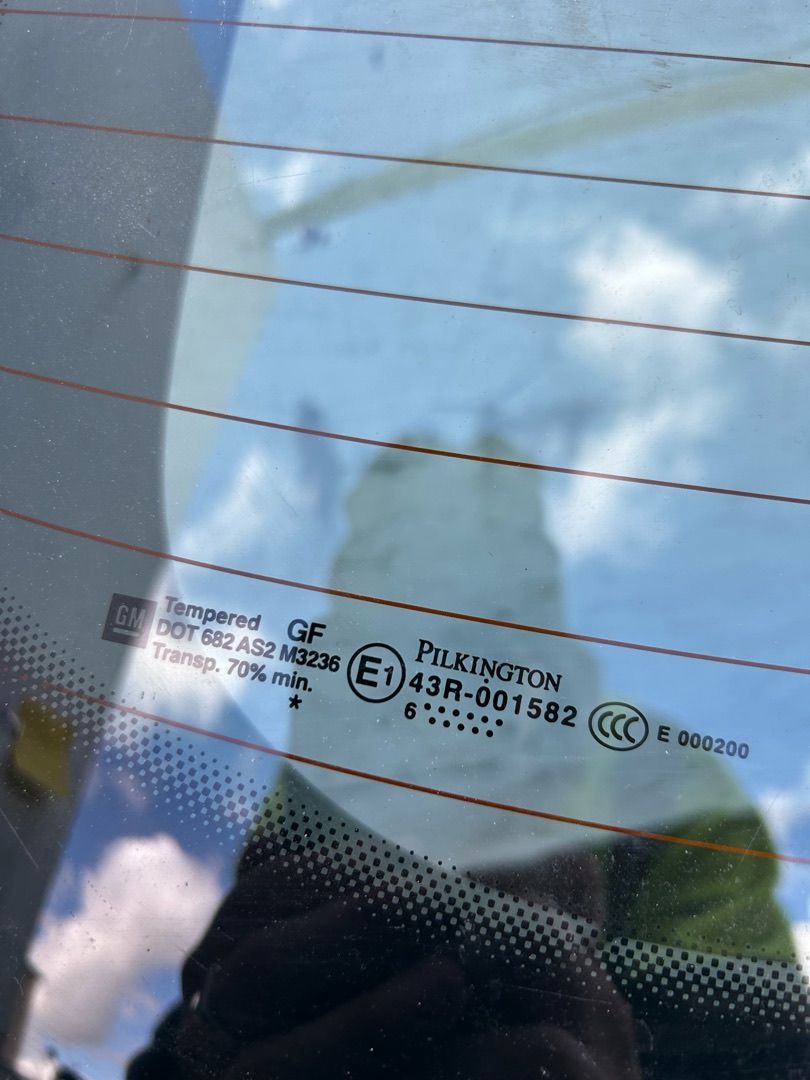 GM
Tempered GF
DOT 682 AS2 M3236
Transp. 70% min.
*
E1
PILKINGTON
43R-001582
6
CCC
E 000200